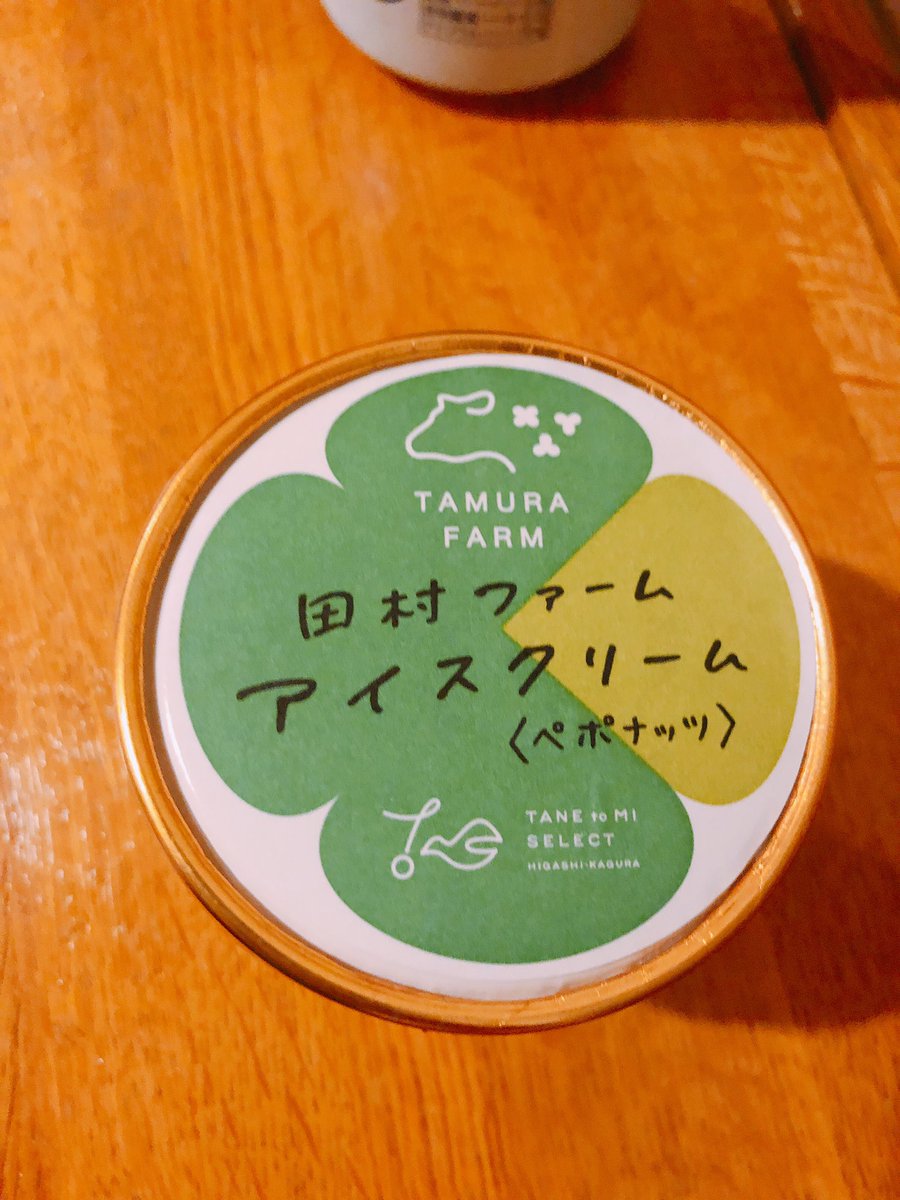 TAMURA
FARM
田村ファーム
アイスクリーム
〈ペポナッツ〉
TANE to MI
SELECT
HIGASHI-KAGURA